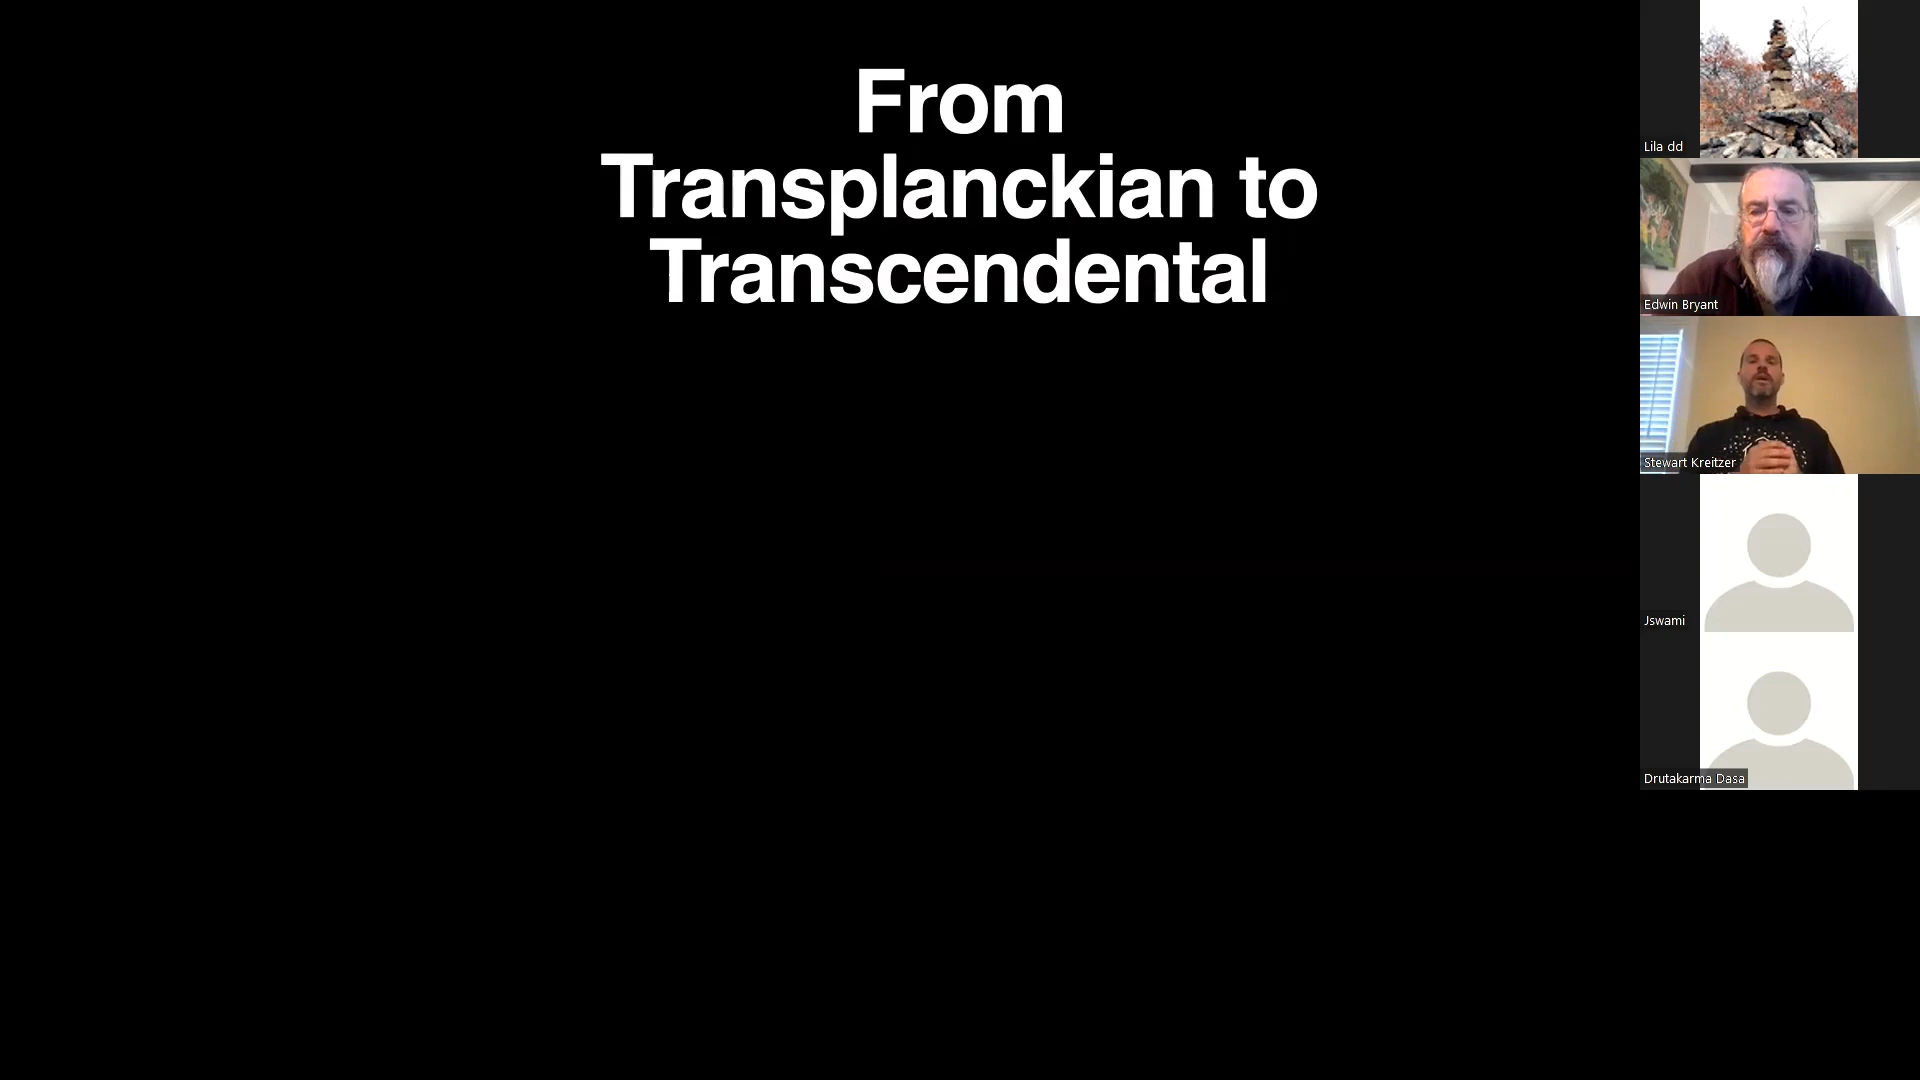 From
Transplanckian to
Transcendental
Lila dd
Edwin Bryant
Stewart Kreitzer
Jswami
Drutakarma Dasa